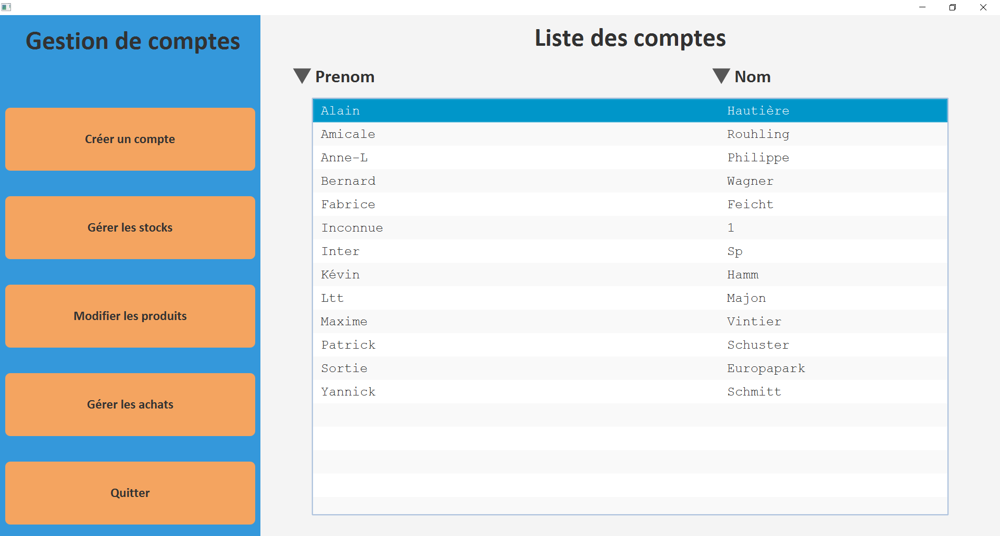 Gestion de comptes
Créer un compte
Gérer les stocks
Modifier les produits
Gérer les achats
Quitter
Liste des comptes
Prenom Nom
Alain Hautière
Amicale Rouhling
Anne-L Philippe
Bernard Wagner
Fabrice Feicht
Inconnue 1
Inter Sp
Kévin Hamm
Ltt Majon
Maxime Vintier
Patrick Schuster
Sortie Europapark
Yannick Schmitt